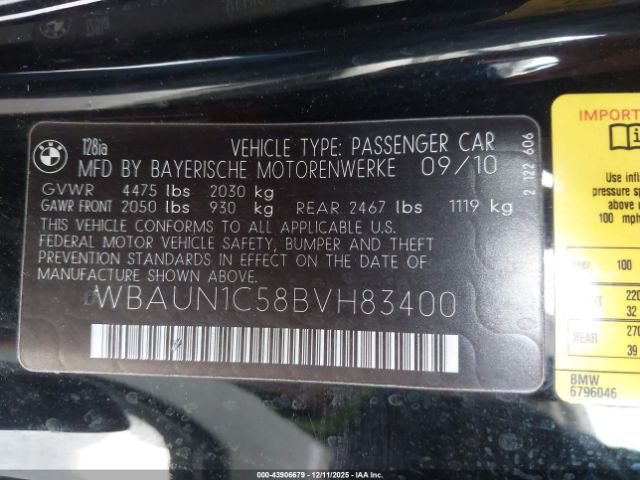 BMW
128ia
VEHICLE TYPE: PASSENGER CAR
MFD BY BAYERISCHE MOTORENWERKE 09/10
GVWR 4475 lbs 2030 kg
GAWR FRONT 2050 lbs 930 kg REAR 2467 lbs 1119 kg
THIS VEHICLE CONFORMS TO ALL APPLICABLE U.S.
FEDERAL MOTOR VEHICLE SAFETY, BUMPER AND THEFT
PREVENTION STANDARDS IN EFFECT ON THE DATE OF
MANUFACTURE SHOWN ABOVE.
WBAUN1C58BVH83400
2 122 606
IMPORT
Use infl
pressure sp
above u
100 mph
100
220
32
REAR 270
39
BMW
6796046
000-43906679 - 12/11/2025 - IAA Inc.